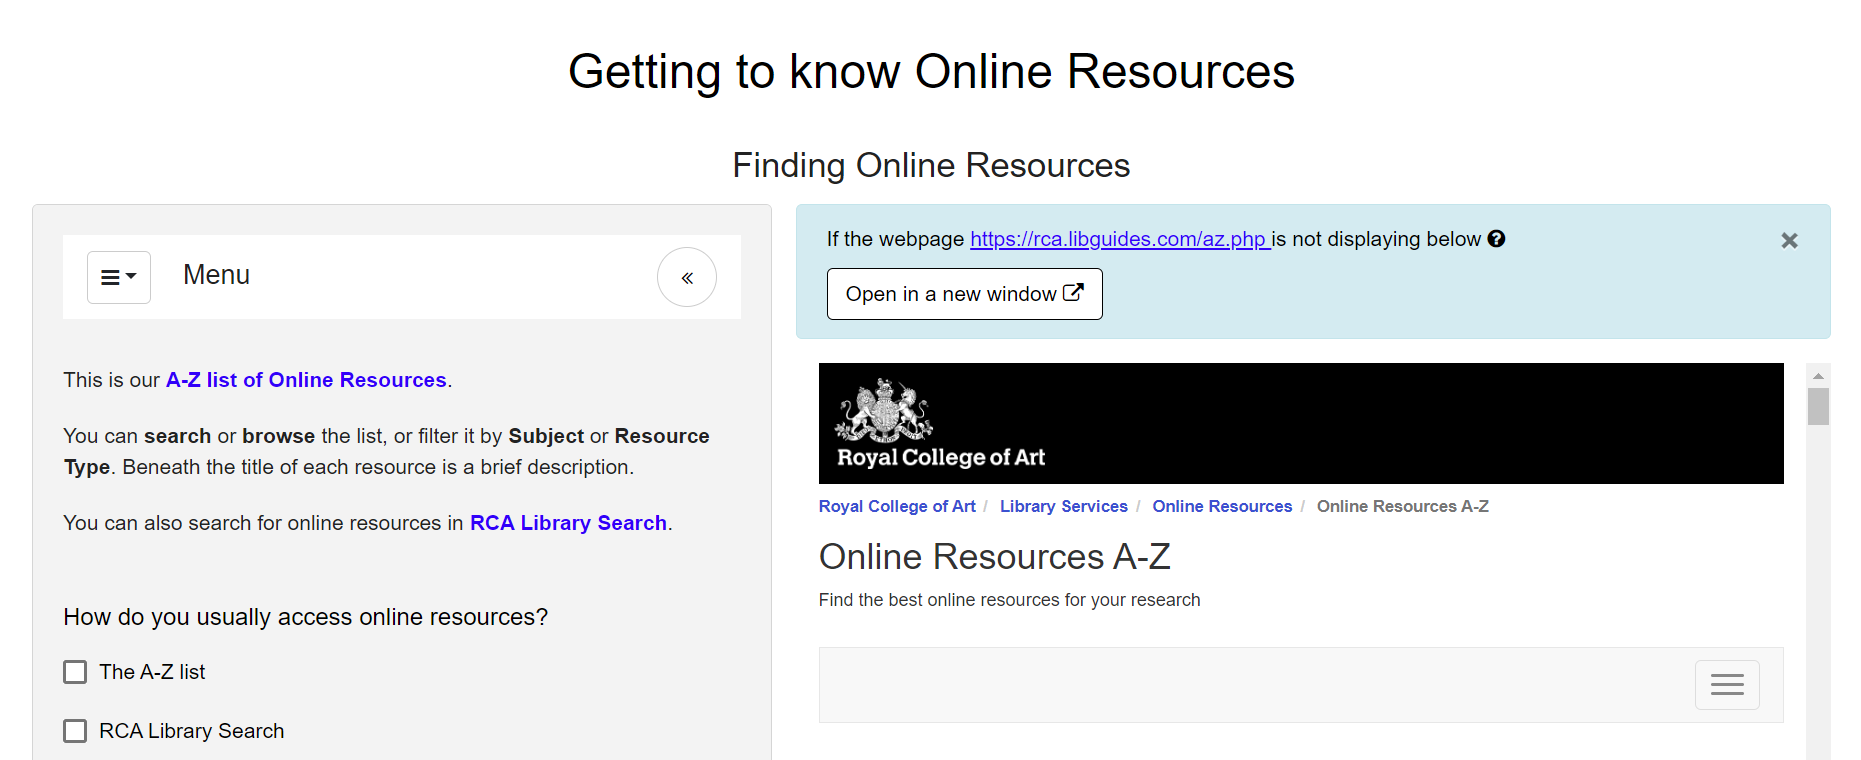 Getting to know Online Resources
Finding Online Resources
Menu
«
This is our A-Z list of Online Resources.
You can search or browse the list, or filter it by Subject or Resource
Type. Beneath the title of each resource is a brief description.
You can also search for online resources in RCA Library Search.
How do you usually access online resources?
The A-Z list
RCA Library Search
If the webpage https://rca.libguides.com/az.php is not displaying below
Open in a new window
Royal College of Art
Royal College of Art / Library Services / Online Resources / Online Resources A-Z
Online Resources A-Z
Find the best online resources for your research